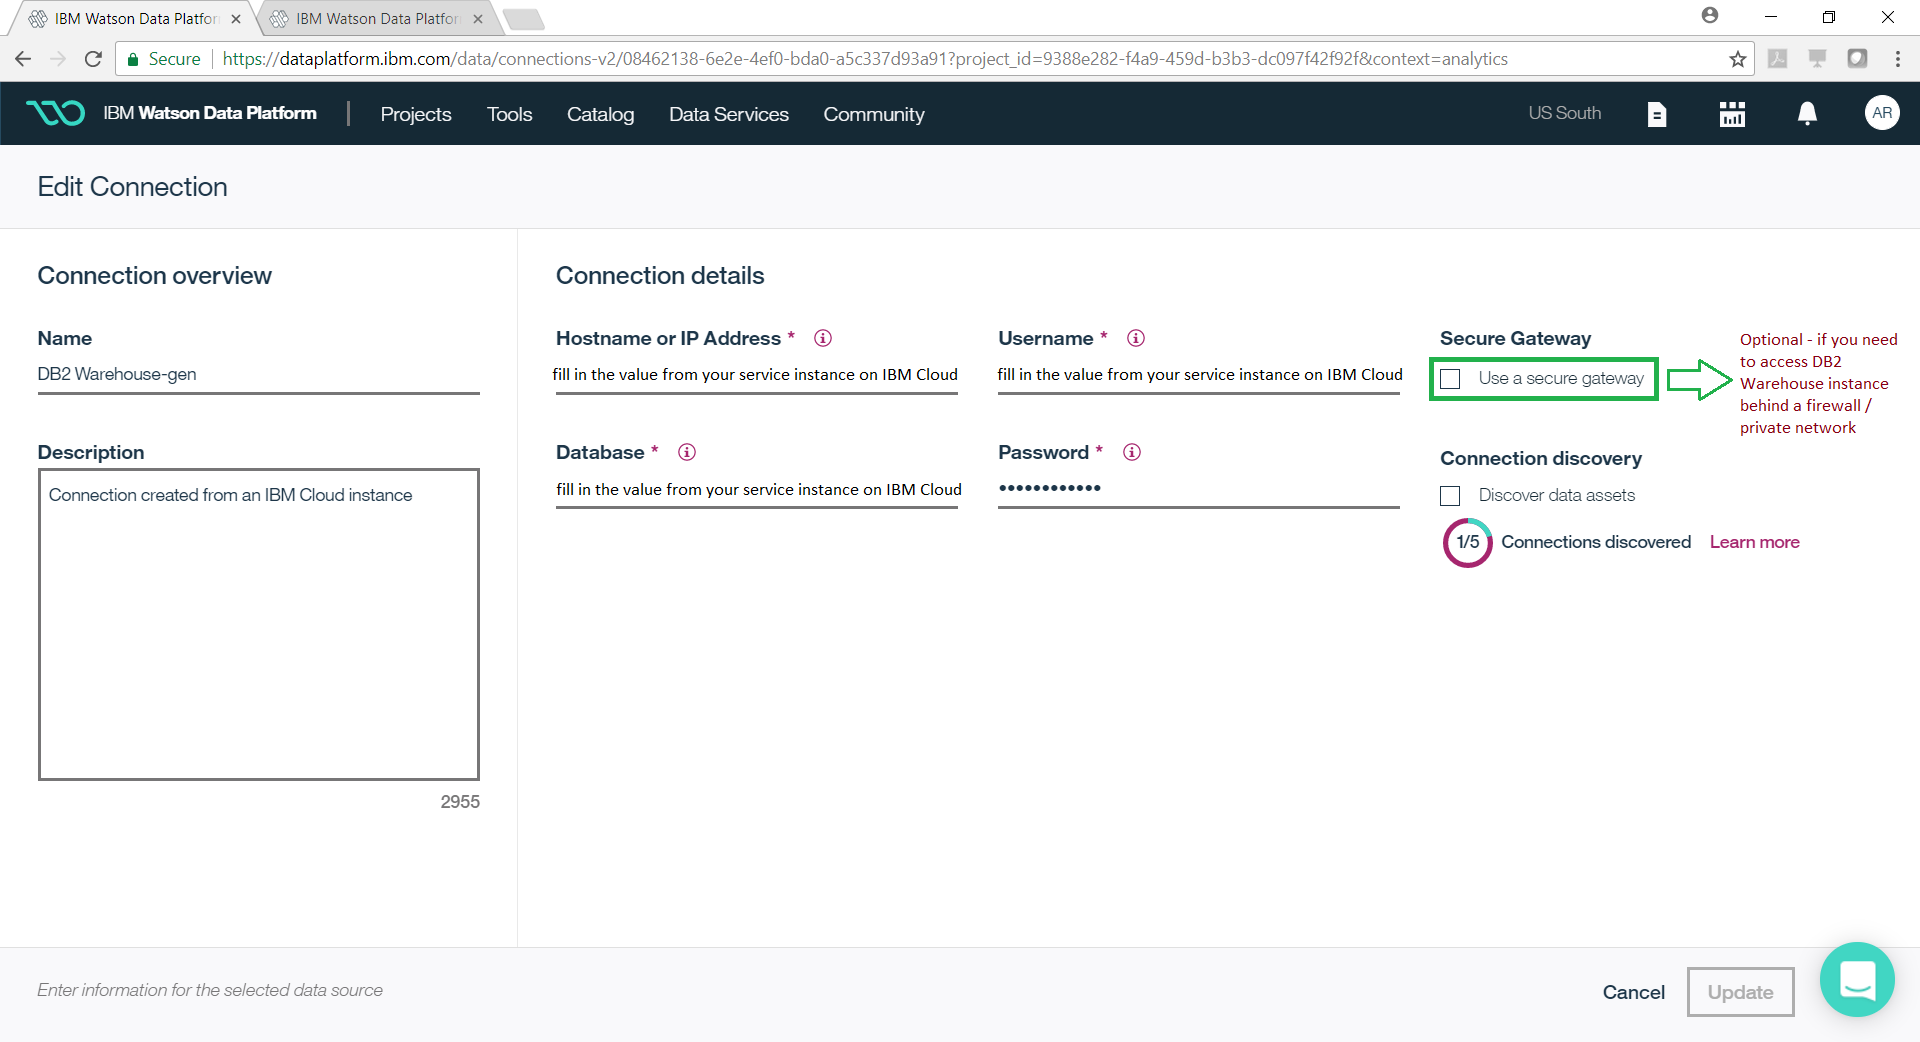 IBM Watson Data Platfor
IBM Watson Data Platfor
Secure
https://dataplatform.ibm.com/data/connections-v2/08462138-6e2e-4ef0-bda0-a5c337d93a91?project_id=9388e282-f4a9-459d-b3b3-dc097f42f92f&context=analytics
IBM Watson Data Platform
Projects
Tools
Catalog
Data Services
Community
US South
AR
Edit Connection
Connection overview
Name
DB2 Warehouse-gen
Description
Connection created from an IBM Cloud instance
2955
Connection details
Hostname or IP Address *
fill in the value from your service instance on IBM Cloud
Username *
fill in the value from your service instance on IBM Cloud
Database *
fill in the value from your service instance on IBM Cloud
Password *
••••••••••••
Secure Gateway
Use a secure gateway
Optional - if you need
to access DB2
Warehouse instance
behind a firewall /
private network
Connection discovery
Discover data assets
1/5
Connections discovered
Learn more
Enter information for the selected data source
Cancel
Update